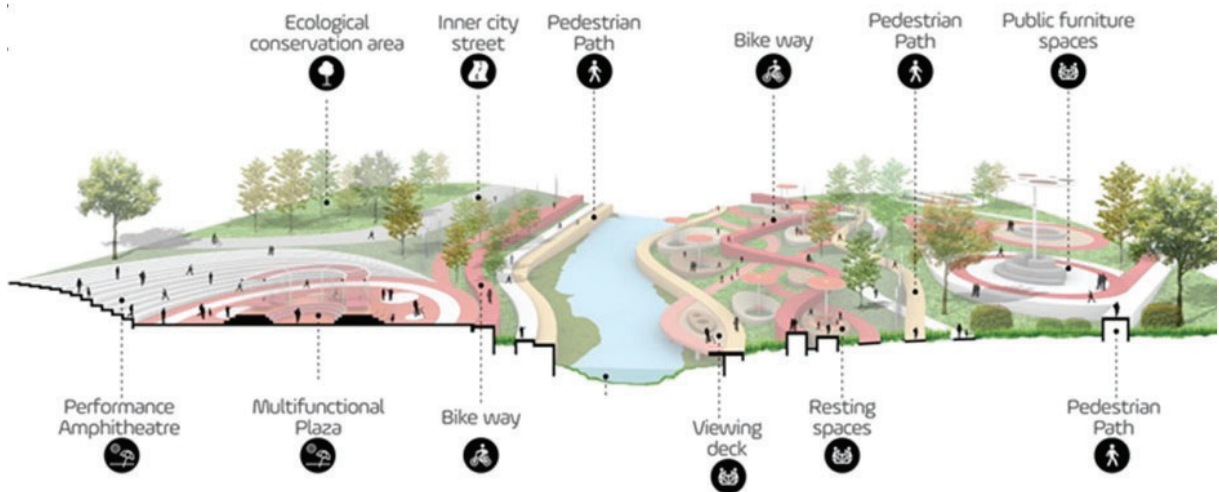 Ecological
conservation area
Inner city
street
Pedestrian
Path
Bike way
Pedestrian
Path
Public furniture
spaces
Performance
Amphitheatre
Multifunctional
Plaza
Bike way
Viewing
deck
Resting
spaces
Pedestrian
Path